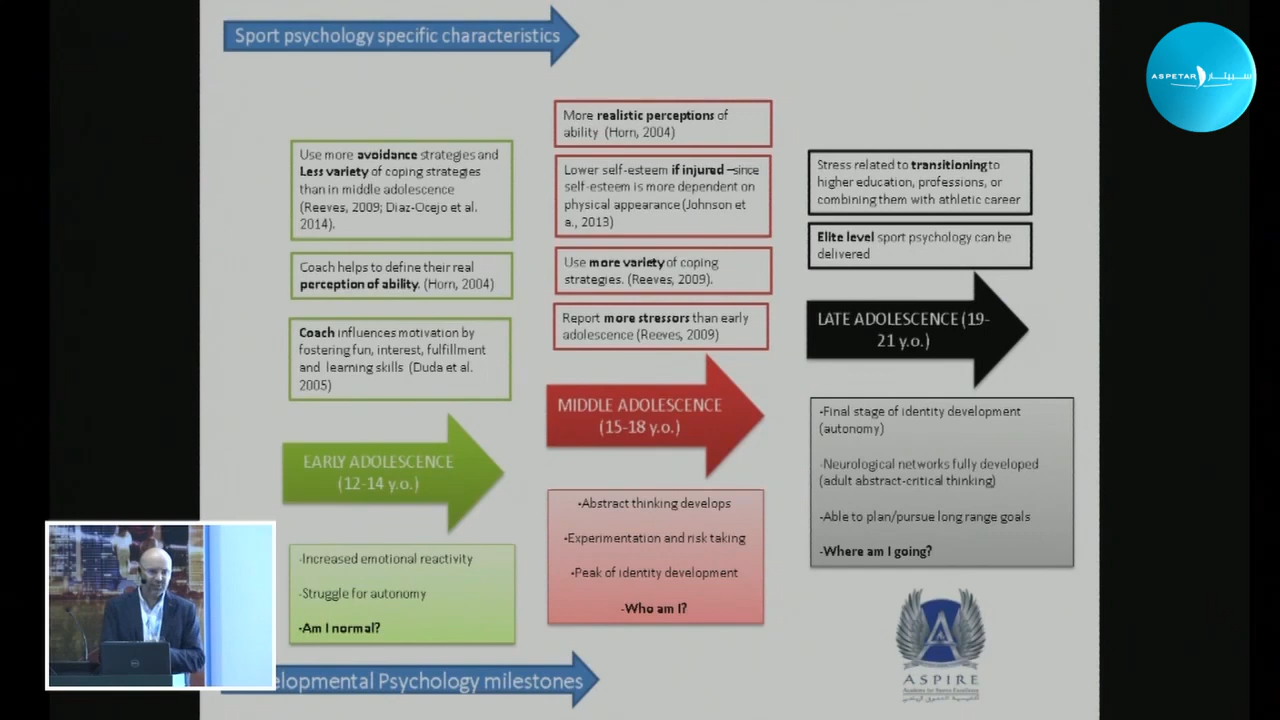 Sport psychology specific characteristics
ASPETAR سبيتار
Use more avoidance strategies and
Less variety of coping strategies
than in middle adolescence
(Reeves, 2009; Diaz-Ocejo et al.
2014).
Coach helps to define their real
perception of ability. (Horn, 2004)
Coach influences motivation by
fostering fun, interest, fulfillment
and learning skills (Duda et al.
2005)
EARLY ADOLESCENCE
(12-14 y.o.)
-Increased emotional reactivity
-Struggle for autonomy
-Am I normal?
More realistic perceptions of
ability (Horn, 2004)
Lower self-esteem if injured –since
self-esteem is more dependent on
physical appearance (Johnson et
a., 2013)
Use more variety of coping
strategies. (Reeves, 2009).
Report more stressors than early
adolescence (Reeves, 2009)
MIDDLE ADOLESCENCE
(15-18 y.o.)
-Abstract thinking develops
-Experimentation and risk taking
-Peak of identity development
-Who am I?
Stress related to transitioning to
higher education, professions, or
combining them with athletic career
Elite level sport psychology can be
delivered
LATE ADOLESCENCE (19-
21 y.o.)
-Final stage of identity development
(autonomy)
-Neurological networks fully developed
(adult abstract-critical thinking)
-Able to plan/pursue long range goals
-Where am I going?
elopmental Psychology milestones
ASPIRE
Academy for Sports Excellence